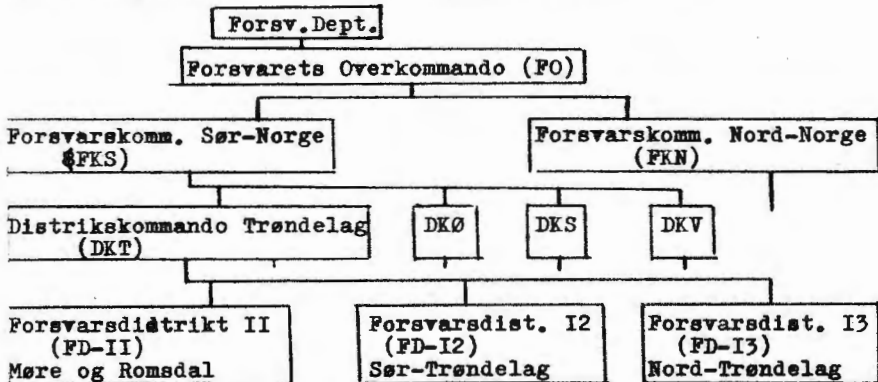 Forsv.Dept.
Forsvarets Overkommando (FO)
Forsvarskomm. Sør-Norge
(FKS)
Forsvarskomm. Nord-Norge
(FKN)
Distrikskommando Trøndelag
(DKT)
DKØ
DKS
DKV
Forsvarsdistrikt II
(FD-II)
Møre og Romsdal
Forsvarsdist. I2
(FD-I2)
Sør-Trøndelag
Forsvarsdist. I3
(FD-I3)
Nord-Trøndelag